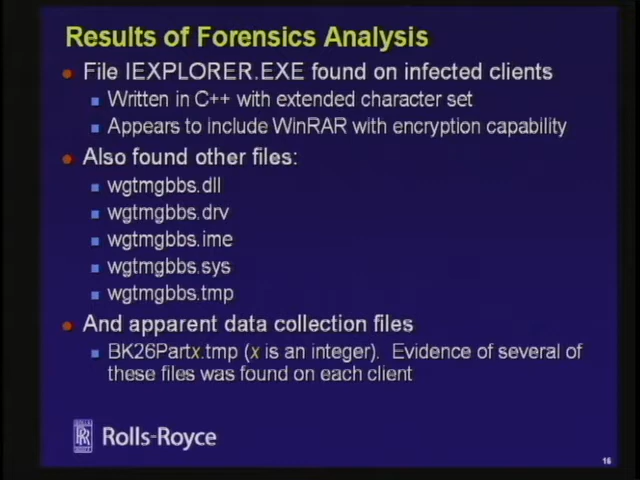 Results of Forensics Analysis
File IEXPLORER.EXE found on infected clients
Written in C++ with extended character set
Appears to include WinRAR with encryption capability
Also found other files:
wgtmgbbs.dll
wgtmgbbs.drv
wgtmgbbs.ime
wgtmgbbs.sys
wgtmgbbs.tmp
And apparent data collection files
BK26Partx.tmp (x is an integer). Evidence of several of
these files was found on each client
Rolls-Royce
16